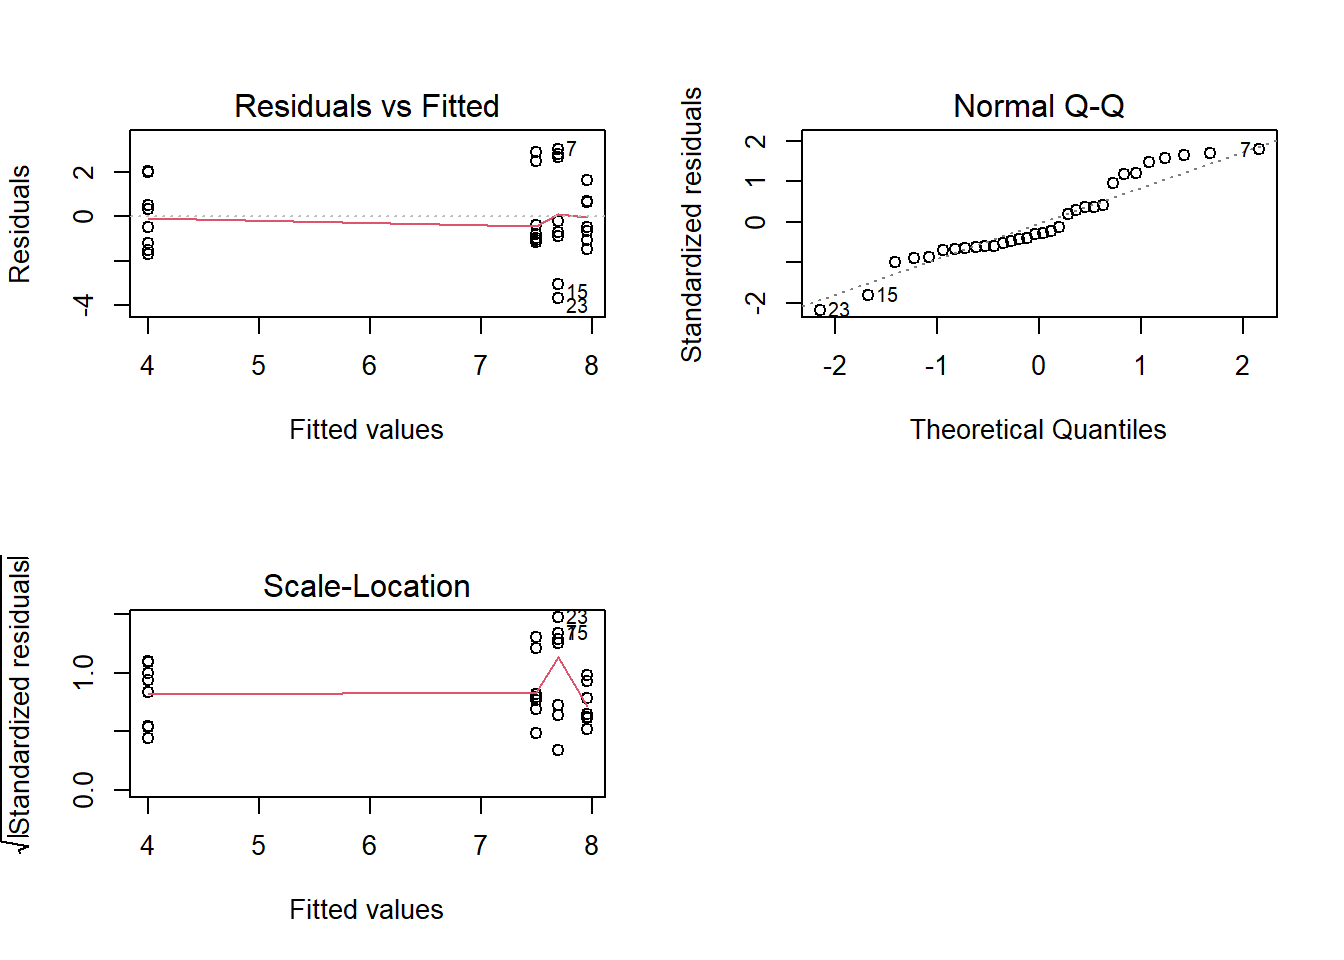 Residuals vs Fitted
Residuals
2
0
-4
7
15
23
4 5 6 7 8
Fitted values
Normal Q-Q
Standardized residuals
2
1
0
-2
7
15
23
-2 -1 0 1 2
Theoretical Quantiles
Scale-Location
√|Standardized residuals|
1.0
0.0
23
7
15
4 5 6 7 8
Fitted values